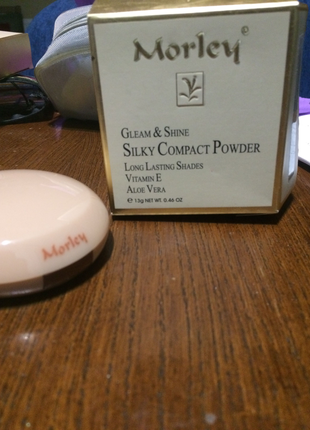 Morley ©
GLEAM & SHINE
SILKY COMPACT POWDER
LONG LASTING SHADES
VITAMIN E
ALOE VERA
℮ 13g NET WT. 0.46 OZ
Morley